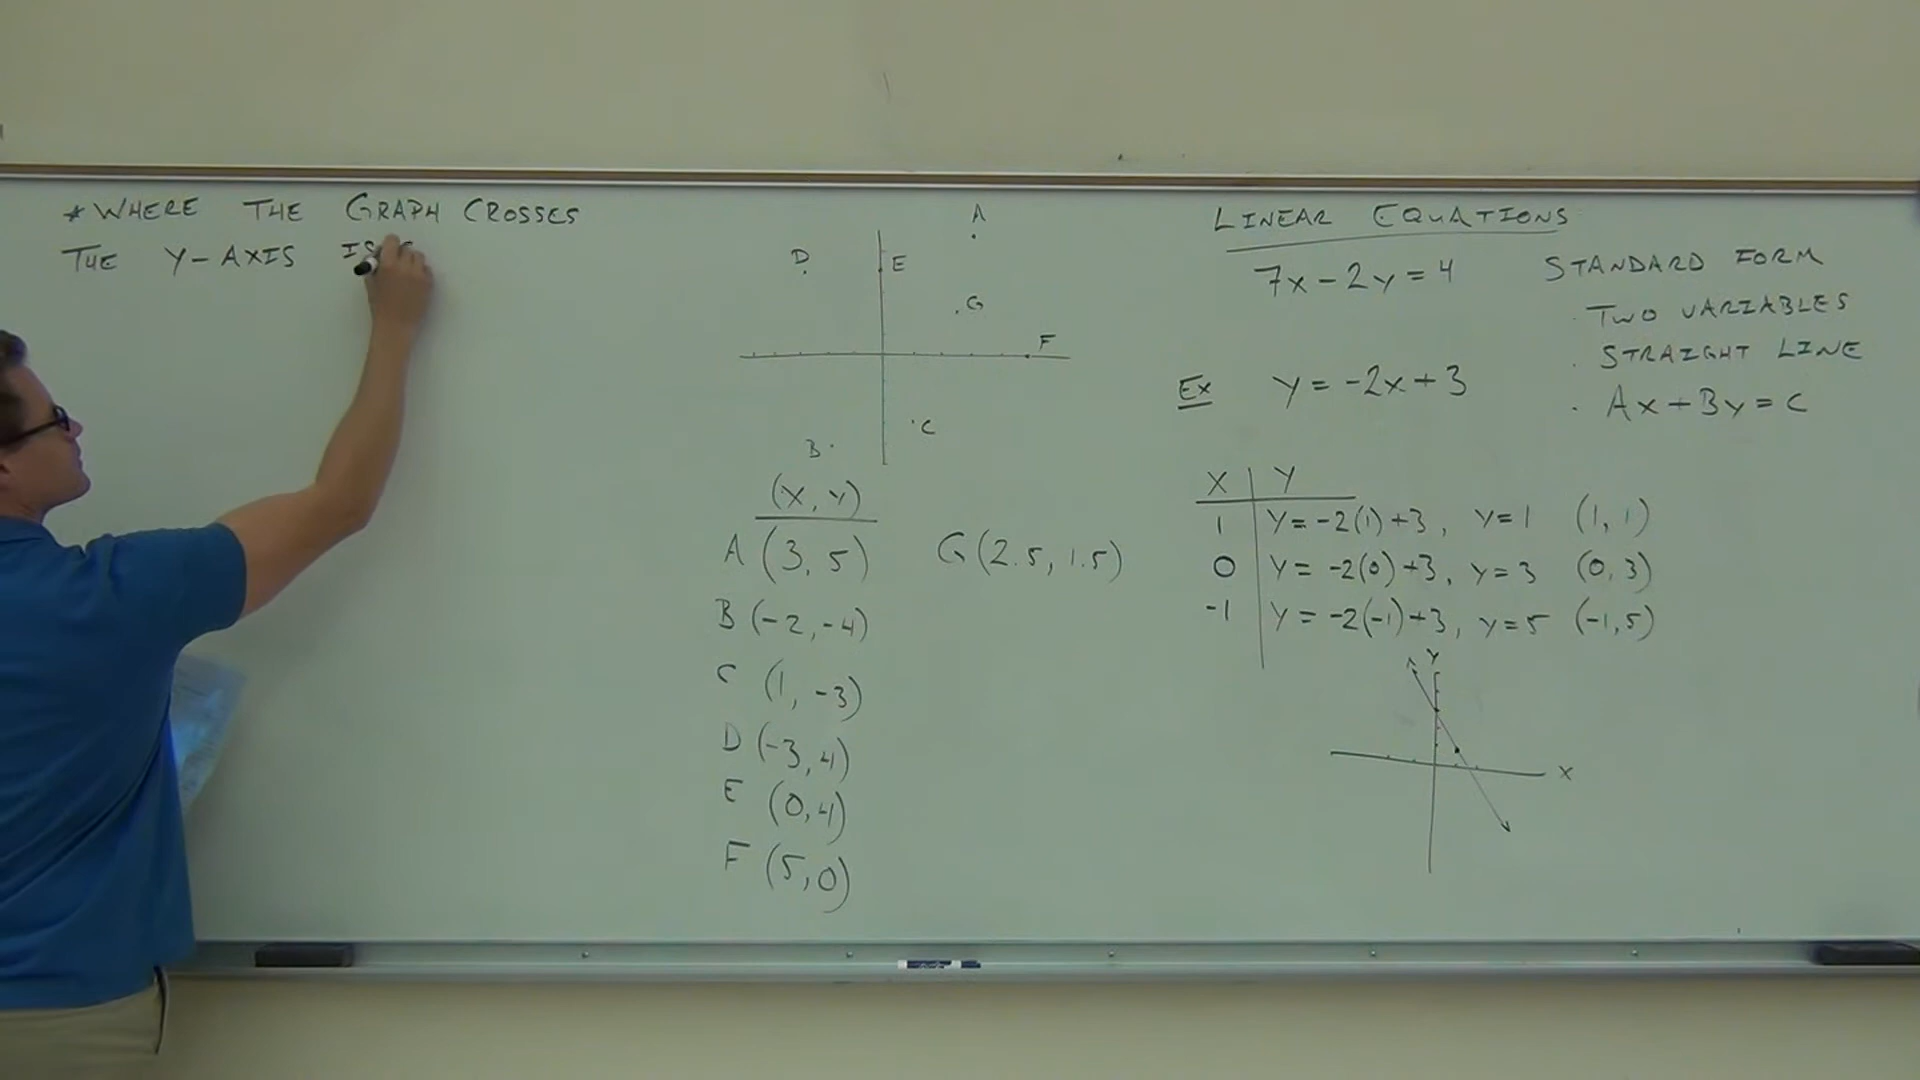 *WHERE THE GRAPH CROSSES
THE Y-AXIS IS
A
D
E
G
F
C
B
(X, Y)
A (3, 5)
G (2.5, 1.5)
B (-2, -4)
C (1, -3)
D (-3, 4)
E (0, 4)
F (5, 0)
LINEAR EQUATIONS
7x - 2y = 4
STANDARD FORM
· TWO VARIABLES
· STRAIGHT LINE
· Ax + By = C
Ex y = -2x + 3
X Y
1 Y = -2(1) + 3, y = 1 (1, 1)
0 Y = -2(0) + 3, y = 3 (0, 3)
-1 Y = -2(-1) + 3, y = 5 (-1, 5)
Y
X